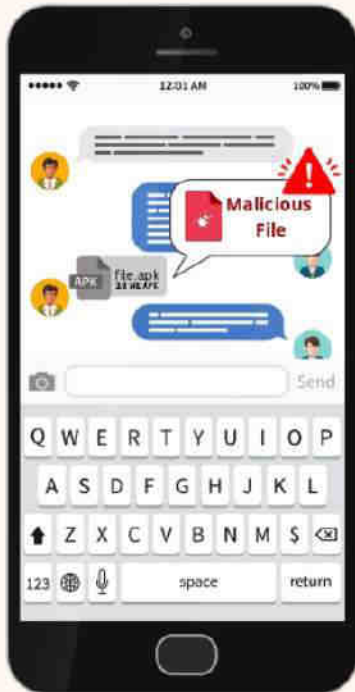 12:01 AM 100%
Malicious
File
APK
file.apk
Send
Q W E R T Y U I O P
A S D F G H J K L
Z X C V B N M $
123 space return